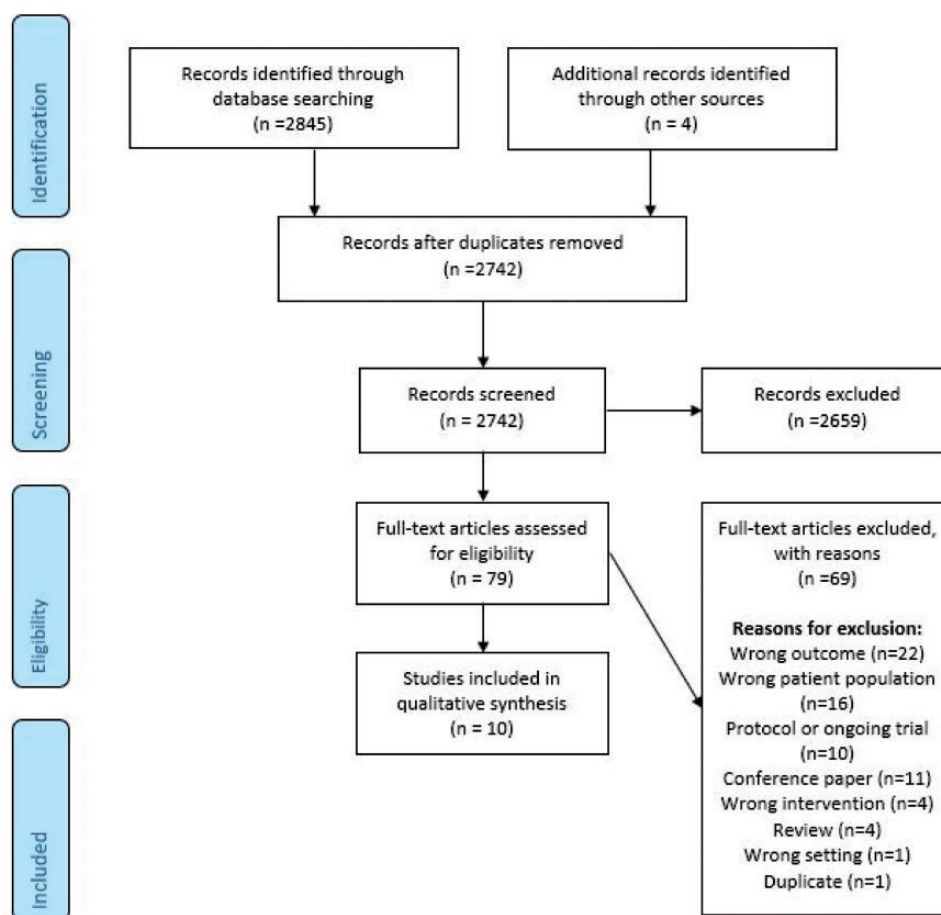 Identification
Records identified through
database searching
(n =2845)
Additional records identified
through other sources
(n = 4)
Records after duplicates removed
(n =2742)
Screening
Records screened
(n = 2742)
Records excluded
(n =2659)
Eligibility
Full-text articles assessed
for eligibility
(n = 79)
Full-text articles excluded,
with reasons
(n =69)
Reasons for exclusion:
Wrong outcome (n=22)
Wrong patient population
(n=16)
Protocol or ongoing trial
(n=10)
Conference paper (n=11)
Wrong intervention (n=4)
Review (n=4)
Wrong setting (n=1)
Duplicate (n=1)
Studies included in
qualitative synthesis
(n = 10)
Included